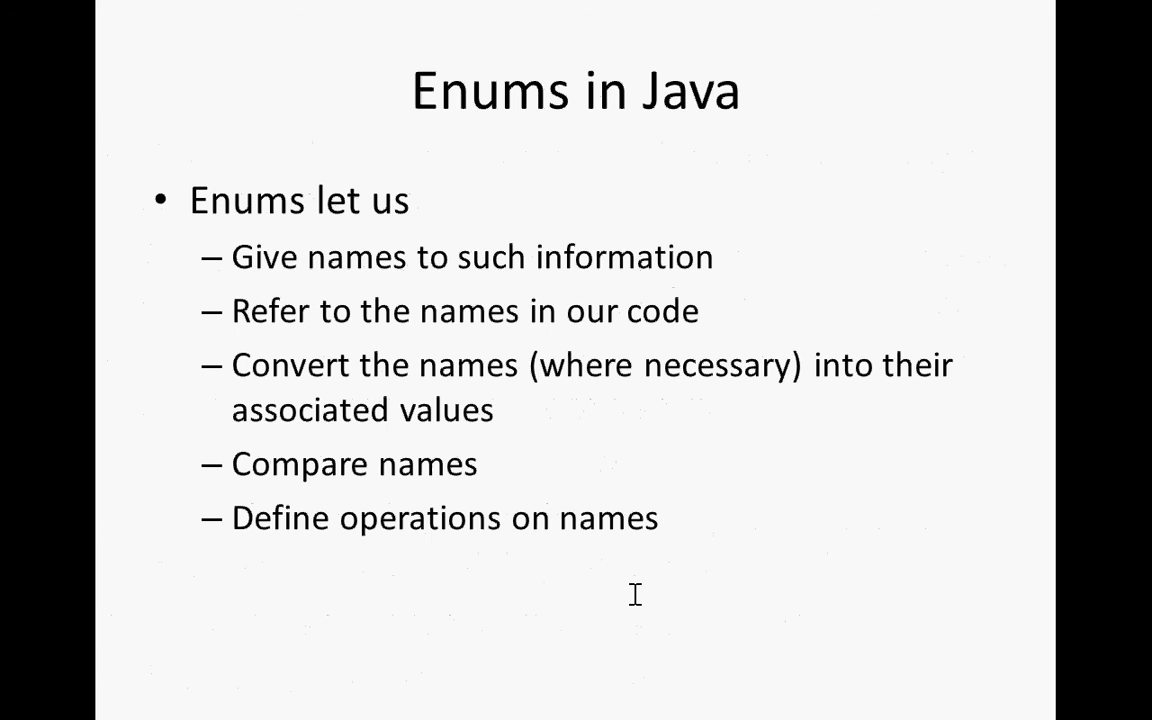 Enums in Java
• Enums let us
– Give names to such information
– Refer to the names in our code
– Convert the names (where necessary) into their
associated values
– Compare names
– Define operations on names